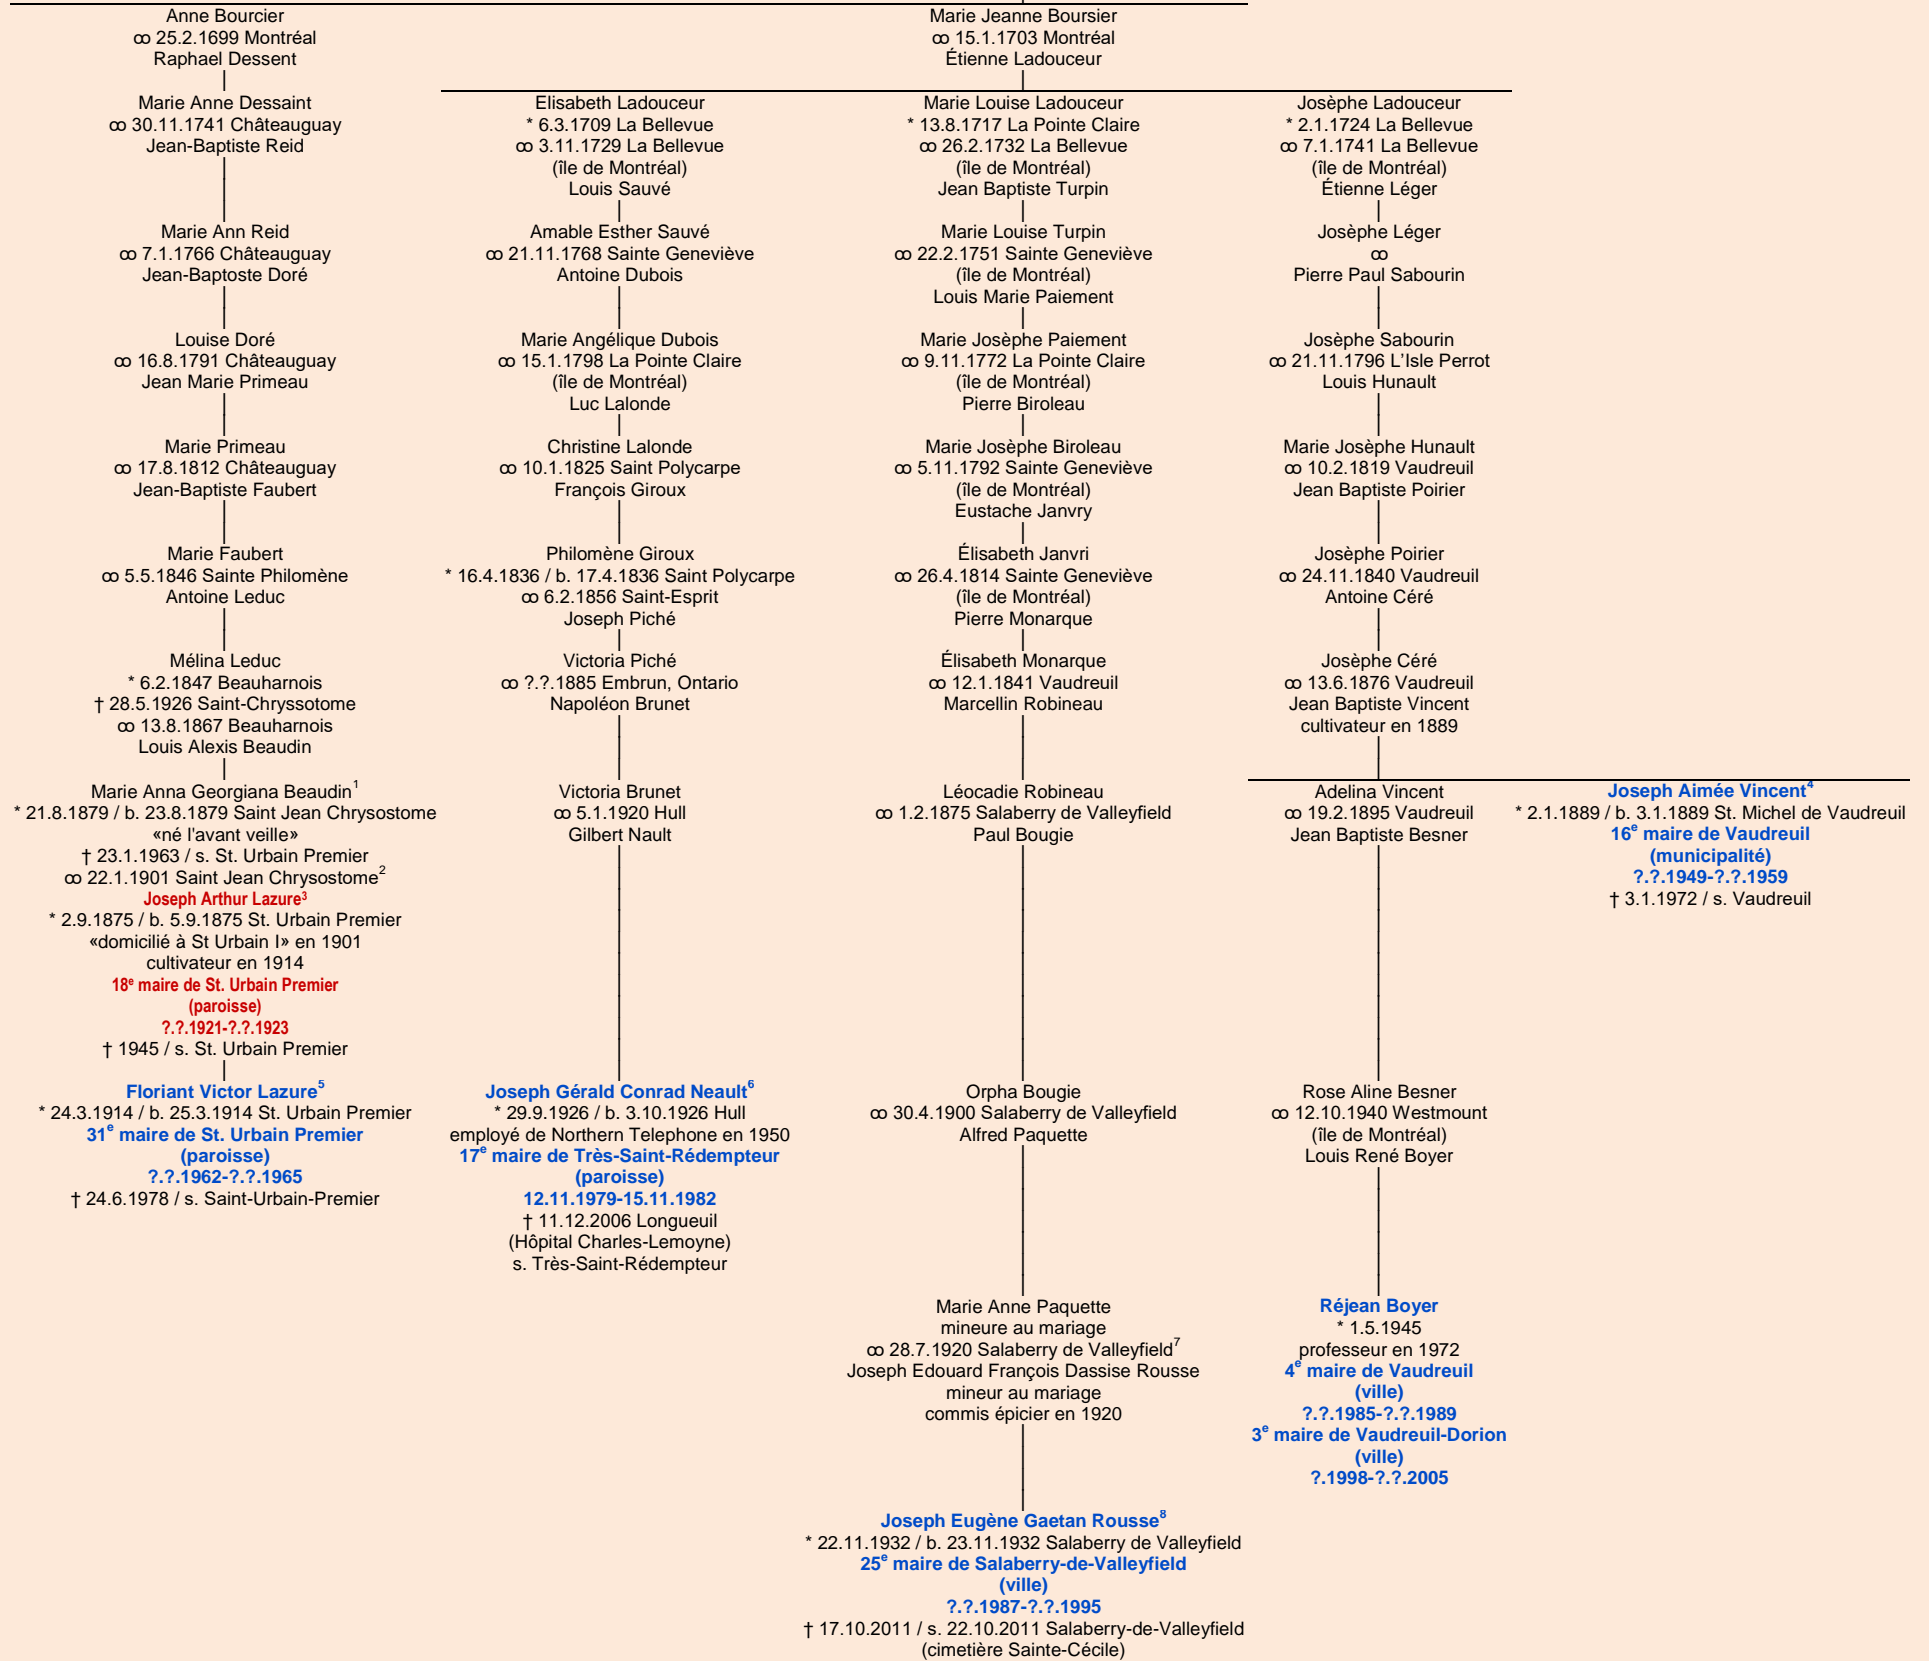 Anne Bourcier
ꝏ 25.2.1699 Montréal
Raphael Dessent
Marie Jeanne Boursier
ꝏ 15.1.1703 Montréal
Étienne Ladouceur
Marie Anne Dessaint
ꝏ 30.11.1741 Châteauguay
Jean-Baptiste Reid
Elisabeth Ladouceur
* 6.3.1709 La Bellevue
ꝏ 3.11.1729 La Bellevue
(île de Montréal)
Louis Sauvé
Marie Louise Ladouceur
* 13.8.1717 La Pointe Claire
ꝏ 26.2.1732 La Bellevue
(île de Montréal)
Jean Baptiste Turpin
Josèphe Ladouceur
* 2.1.1724 La Bellevue
ꝏ 7.1.1741 La Bellevue
(île de Montréal)
Étienne Léger
Marie Ann Reid
ꝏ 7.1.1766 Châteauguay
Jean-Baptoste Doré
Amable Esther Sauvé
ꝏ 21.11.1768 Sainte Geneviève
Antoine Dubois
Marie Louise Turpin
ꝏ 22.2.1751 Sainte Geneviève
(île de Montréal)
Louis Marie Paiement
Josèphe Léger
ꝏ
Pierre Paul Sabourin
Louise Doré
ꝏ 16.8.1791 Châteauguay
Jean Marie Primeau
Marie Angélique Dubois
ꝏ 15.1.1798 La Pointe Claire
(île de Montréal)
Luc Lalonde
Marie Josèphe Paiement
ꝏ 9.11.1772 La Pointe Claire
(île de Montréal)
Pierre Biroleau
Josèphe Sabourin
ꝏ 21.11.1796 L'Isle Perrot
Louis Hunault
Marie Primeau
ꝏ 17.8.1812 Châteauguay
Jean-Baptiste Faubert
Christine Lalonde
ꝏ 10.1.1825 Saint Polycarpe
François Giroux
Marie Josèphe Biroleau
ꝏ 5.11.1792 Sainte Geneviève
(île de Montréal)
Eustache Janvry
Marie Josèphe Hunault
ꝏ 10.2.1819 Vaudreuil
Jean Baptiste Poirier
Marie Faubert
ꝏ 5.5.1846 Sainte Philomène
Antoine Leduc
Philomène Giroux
* 16.4.1836 / b. 17.4.1836 Saint Polycarpe
ꝏ 6.2.1856 Saint-Esprit
Joseph Piché
Élisabeth Janvri
ꝏ 26.4.1814 Sainte Geneviève
(île de Montréal)
Pierre Monarque
Josèphe Poirier
ꝏ 24.11.1840 Vaudreuil
Antoine Céré
Mélina Leduc
* 6.2.1847 Beauharnois
† 28.5.1926 Saint-Chryssotome
ꝏ 13.8.1867 Beauharnois
Louis Alexis Beaudin
Victoria Piché
ꝏ ?.?.1885 Embrun, Ontario
Napoléon Brunet
Élisabeth Monarque
ꝏ 12.1.1841 Vaudreuil
Marcellin Robineau
Josèphe Céré
ꝏ 13.6.1876 Vaudreuil
Jean Baptiste Vincent
cultivateur en 1889
Marie Anna Georgiana Beaudin¹
* 21.8.1879 / b. 23.8.1879 Saint Jean Chrysostome
«né l'avant veille»
† 23.1.1963 / s. St. Urbain Premier
ꝏ 22.1.1901 Saint Jean Chrysostome²
Joseph Arthur Lazure³
* 2.9.1875 / b. 5.9.1875 St. Urbain Premier
«domicilié à St Urbain I» en 1901
cultivateur en 1914
18ᵉ maire de St. Urbain Premier
(paroisse)
?.?.1921-?.?.1923
† 1945 / s. St. Urbain Premier
Victoria Brunet
ꝏ 5.1.1920 Hull
Gilbert Nault
Léocadie Robineau
ꝏ 1.2.1875 Salaberry de Valleyfield
Paul Bougie
Adelina Vincent
ꝏ 19.2.1895 Vaudreuil
Jean Baptiste Besner
Joseph Aimée Vincent⁴
* 2.1.1889 / b. 3.1.1889 St. Michel de Vaudreuil
16ᵉ maire de Vaudreuil
(municipalité)
?.?.1949-?.?.1959
† 3.1.1972 / s. Vaudreuil
Floriant Victor Lazure⁵
* 24.3.1914 / b. 25.3.1914 St. Urbain Premier
31ᵉ maire de St. Urbain Premier
(paroisse)
?.?.1962-?.?.1965
† 24.6.1978 / s. Saint-Urbain-Premier
Joseph Gérald Conrad Neault⁶
* 29.9.1926 / b. 3.10.1926 Hull
employé de Northern Telephone en 1950
17ᵉ maire de Très-Saint-Rédempteur
(paroisse)
12.11.1979-15.11.1982
† 11.12.2006 Longueuil
(Hôpital Charles-Lemoyne)
s. Très-Saint-Rédempteur
Orpha Bougie
ꝏ 30.4.1900 Salaberry de Valleyfield
Alfred Paquette
Rose Aline Besner
ꝏ 12.10.1940 Westmount
(île de Montréal)
Louis René Boyer
Marie Anne Paquette
mineure au mariage
ꝏ 28.7.1920 Salaberry de Valleyfield⁷
Joseph Edouard François Dassise Rousse
mineur au mariage
commis épicier en 1920
Réjean Boyer
* 1.5.1945
professeur en 1972
4ᵉ maire de Vaudreuil
(ville)
?.?.1985-?.?.1989
3ᵉ maire de Vaudreuil-Dorion
(ville)
?.1998-?.?.2005
Joseph Eugène Gaetan Rousse⁸
* 22.11.1932 / b. 23.11.1932 Salaberry de Valleyfield
25ᵉ maire de Salaberry-de-Valleyfield
(ville)
?.?.1987-?.?.1995
† 17.10.2011 / s. 22.10.2011 Salaberry-de-Valleyfield
(cimetière Sainte-Cécile)